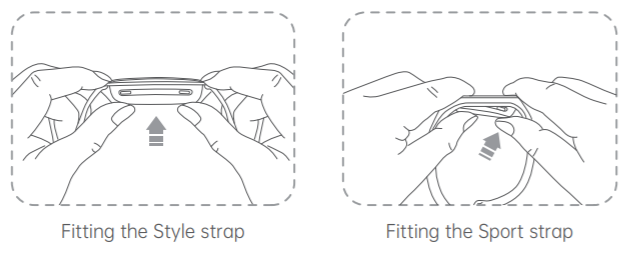 Fitting the Style strap
Fitting the Sport strap